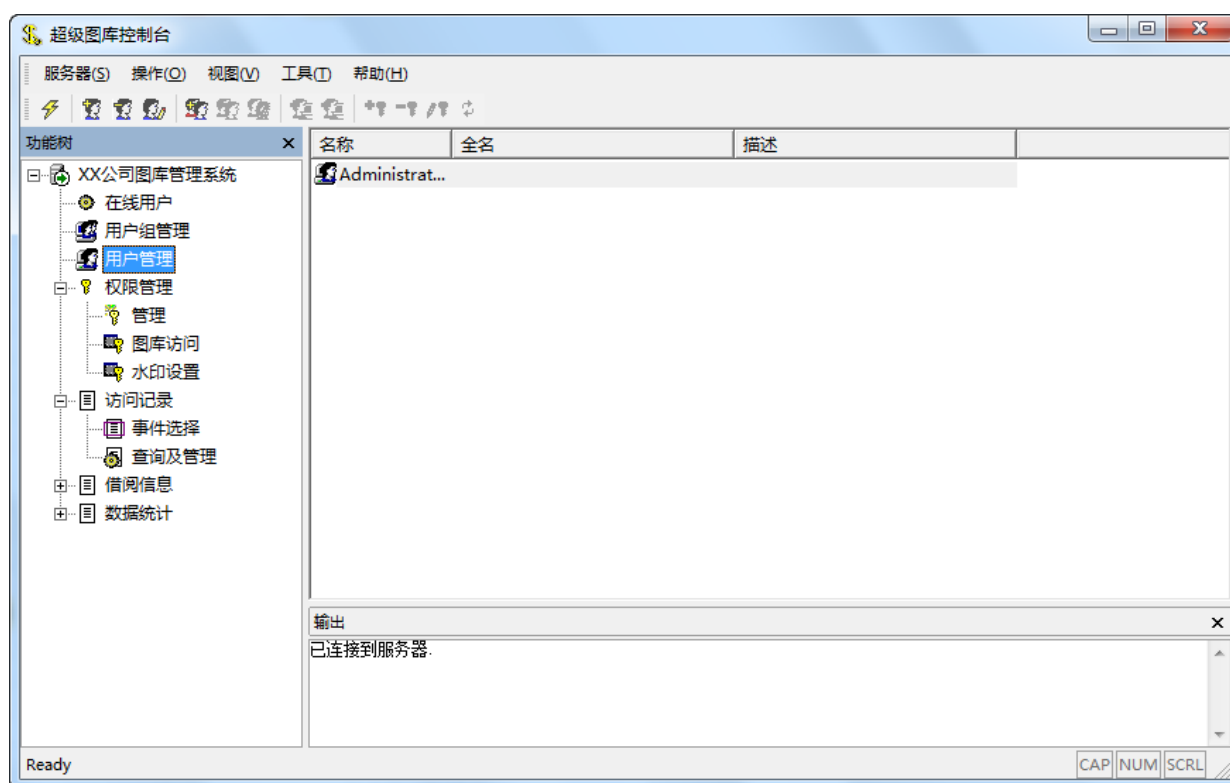 超级图库控制台
服务器(S) 操作(O) 视图(V) 工具(T) 帮助(H)
功能树
名称 全名 描述
XX公司图库管理系统
Administrat...
在线用户
用户组管理
用户管理
权限管理
管理
图库访问
水印设置
访问记录
事件选择
查询及管理
借阅信息
数据统计
输出
已连接到服务器.
Ready
CAP NUM SCRL